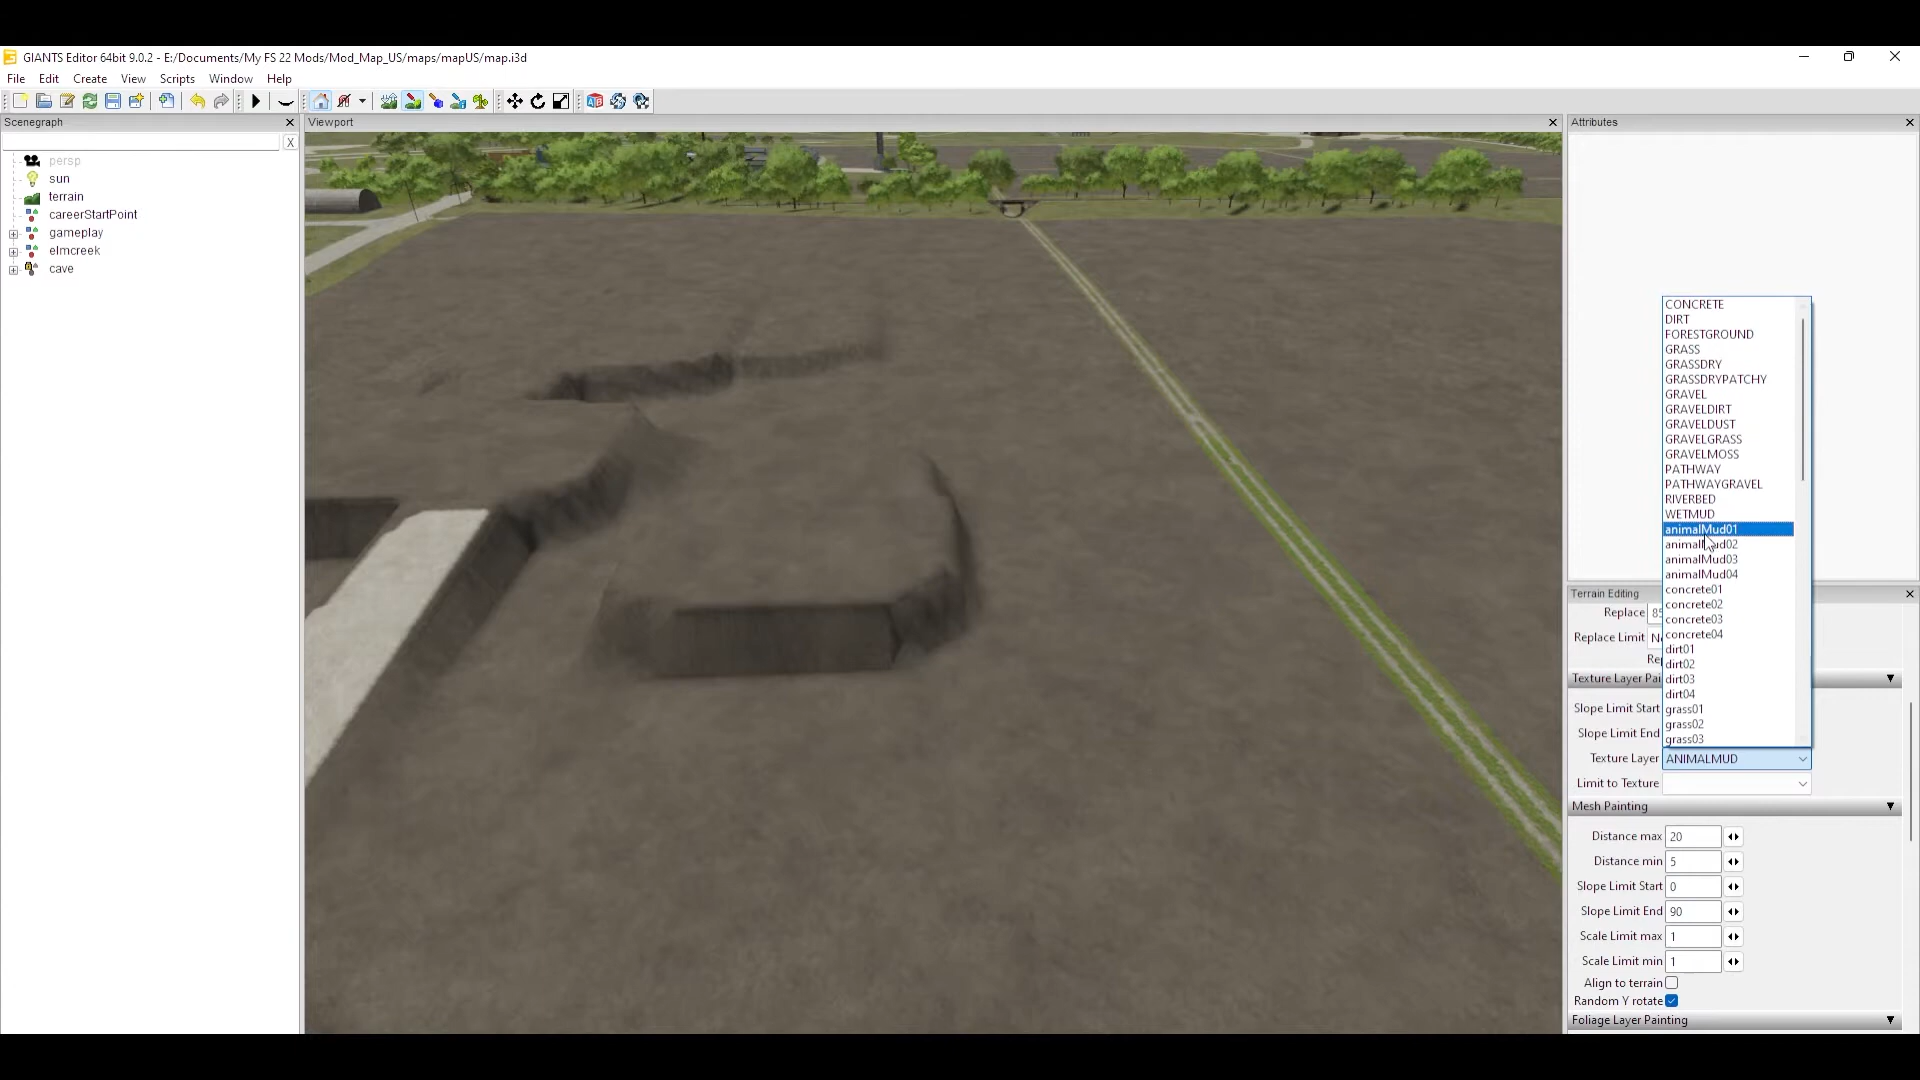 GIANTS Editor 64bit 9.0.2 - E:/Documents/My FS 22 Mods/Mod_Map_US/maps/mapUS/map.i3d
File Edit Create View Scripts Window Help
Scenegraph
X
persp
sun
terrain
careerStartPoint
gameplay
elmcreek
cave
Viewport
Attributes
CONCRETE
DIRT
FORESTGROUND
GRASS
GRASSDRY
GRASSDRYPATCHY
GRAVEL
GRAVELDIRT
GRAVELDUST
GRAVELGRASS
GRAVELMOSS
PATHWAY
PATHWAYGRAVEL
RIVERBED
WETMUD
animalMud01
animalMud02
animalMud03
animalMud04
concrete01
concrete02
concrete03
concrete04
dirt01
dirt02
dirt03
dirt04
grass01
grass02
grass03
Terrain Editing
Replace
Replace Limit
Texture Layer
Slope Limit Start
Slope Limit End
Texture Layer ANIMALMUD
Limit to Texture
Mesh Painting
Distance max 20
Distance min 5
Slope Limit Start 0
Slope Limit End 90
Scale Limit max 1
Scale Limit min 1
Align to terrain
Random Y rotate
Foliage Layer Painting